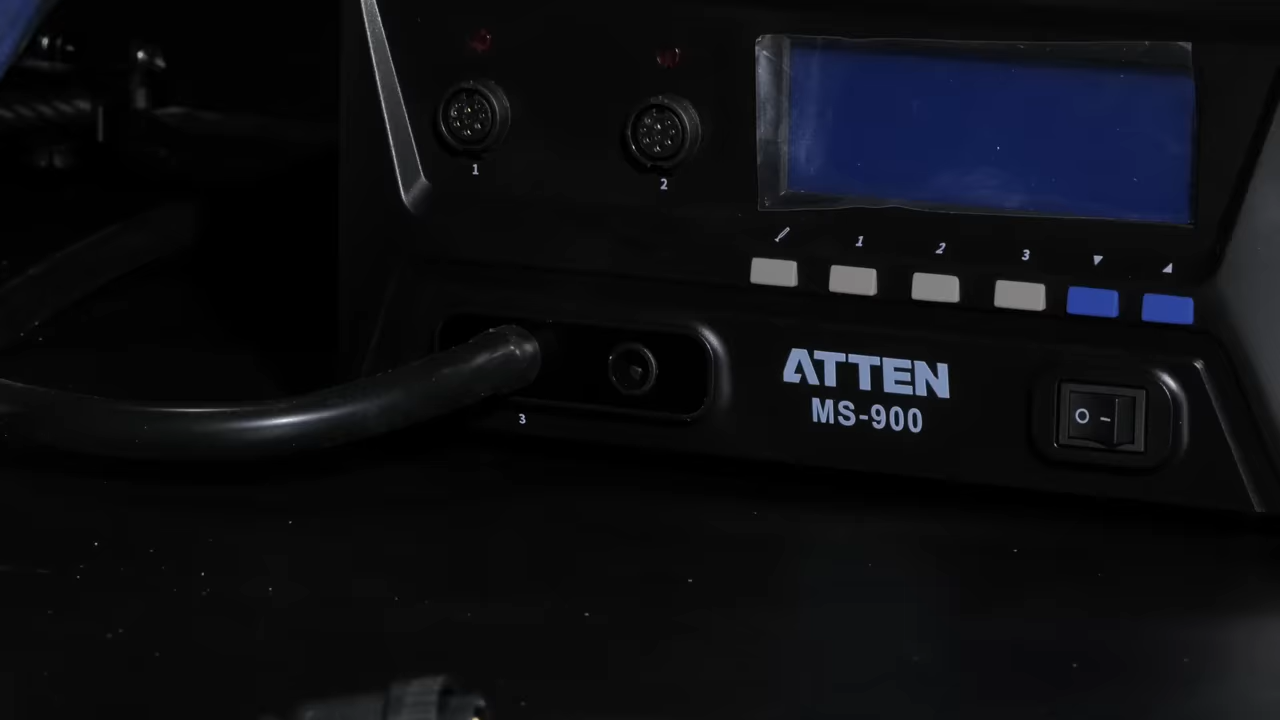 1
2
1 2 3 ▼ ▲
ATTEN
MS-900
O −
3